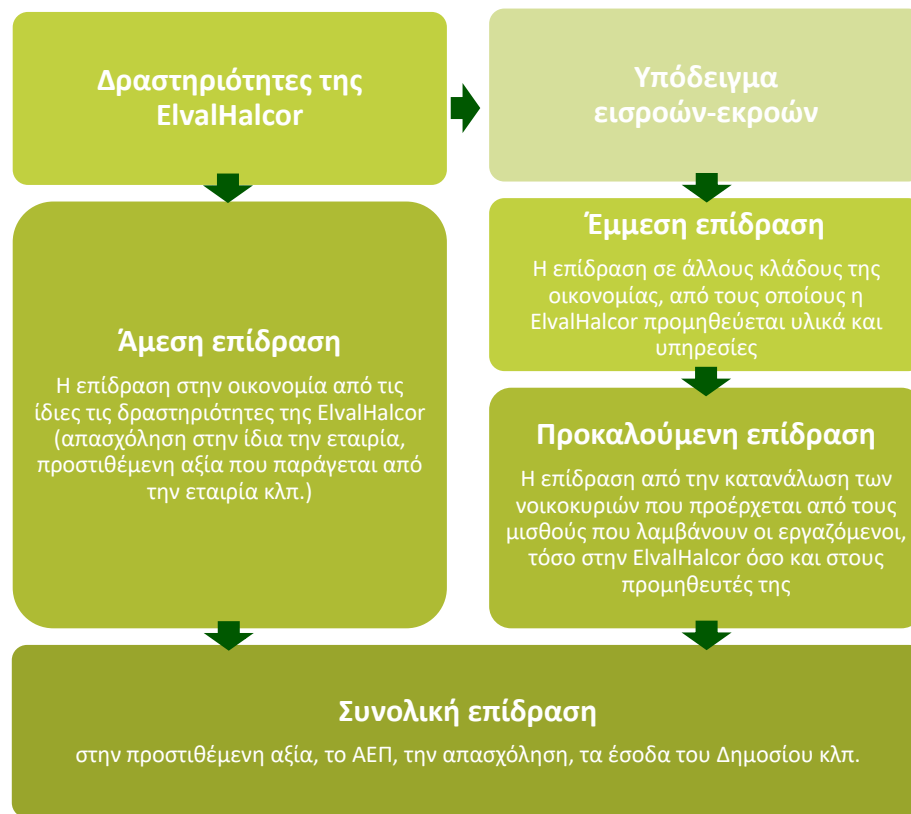 Δραστηριότητες της
ElvalHalcor
Υπόδειγμα
εισροών-εκροών
Άμεση επίδραση
Η επίδραση στην οικονομία από τις
ίδιες τις δραστηριότητες της ElvalHalcor
(απασχόληση στην ίδια την εταιρία,
προστιθέμενη αξία που παράγεται από
την εταιρία κλπ.)
Έμμεση επίδραση
Η επίδραση σε άλλους κλάδους της
οικονομίας, από τους οποίους η
ElvalHalcor προμηθεύεται υλικά και
υπηρεσίες
Προκαλούμενη επίδραση
Η επίδραση από την κατανάλωση των
νοικοκυριών που προέρχεται από τους
μισθούς που λαμβάνουν οι εργαζόμενοι,
τόσο στην ElvalHalcor όσο και στους
προμηθευτές της
Συνολική επίδραση
στην προστιθέμενη αξία, το ΑΕΠ, την απασχόληση, τα έσοδα του Δημοσίου κλπ.